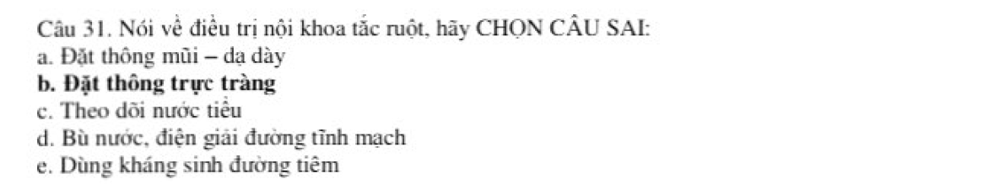 Câu 31. Nói về điều trị nội khoa tắc ruột, hãy CHỌN CÂU SAI:
a. Đặt thông mũi – dạ dày
b. Đặt thông trực tràng
c. Theo dõi nước tiểu
d. Bù nước, điện giải đường tĩnh mạch
e. Dùng kháng sinh đường tiêm